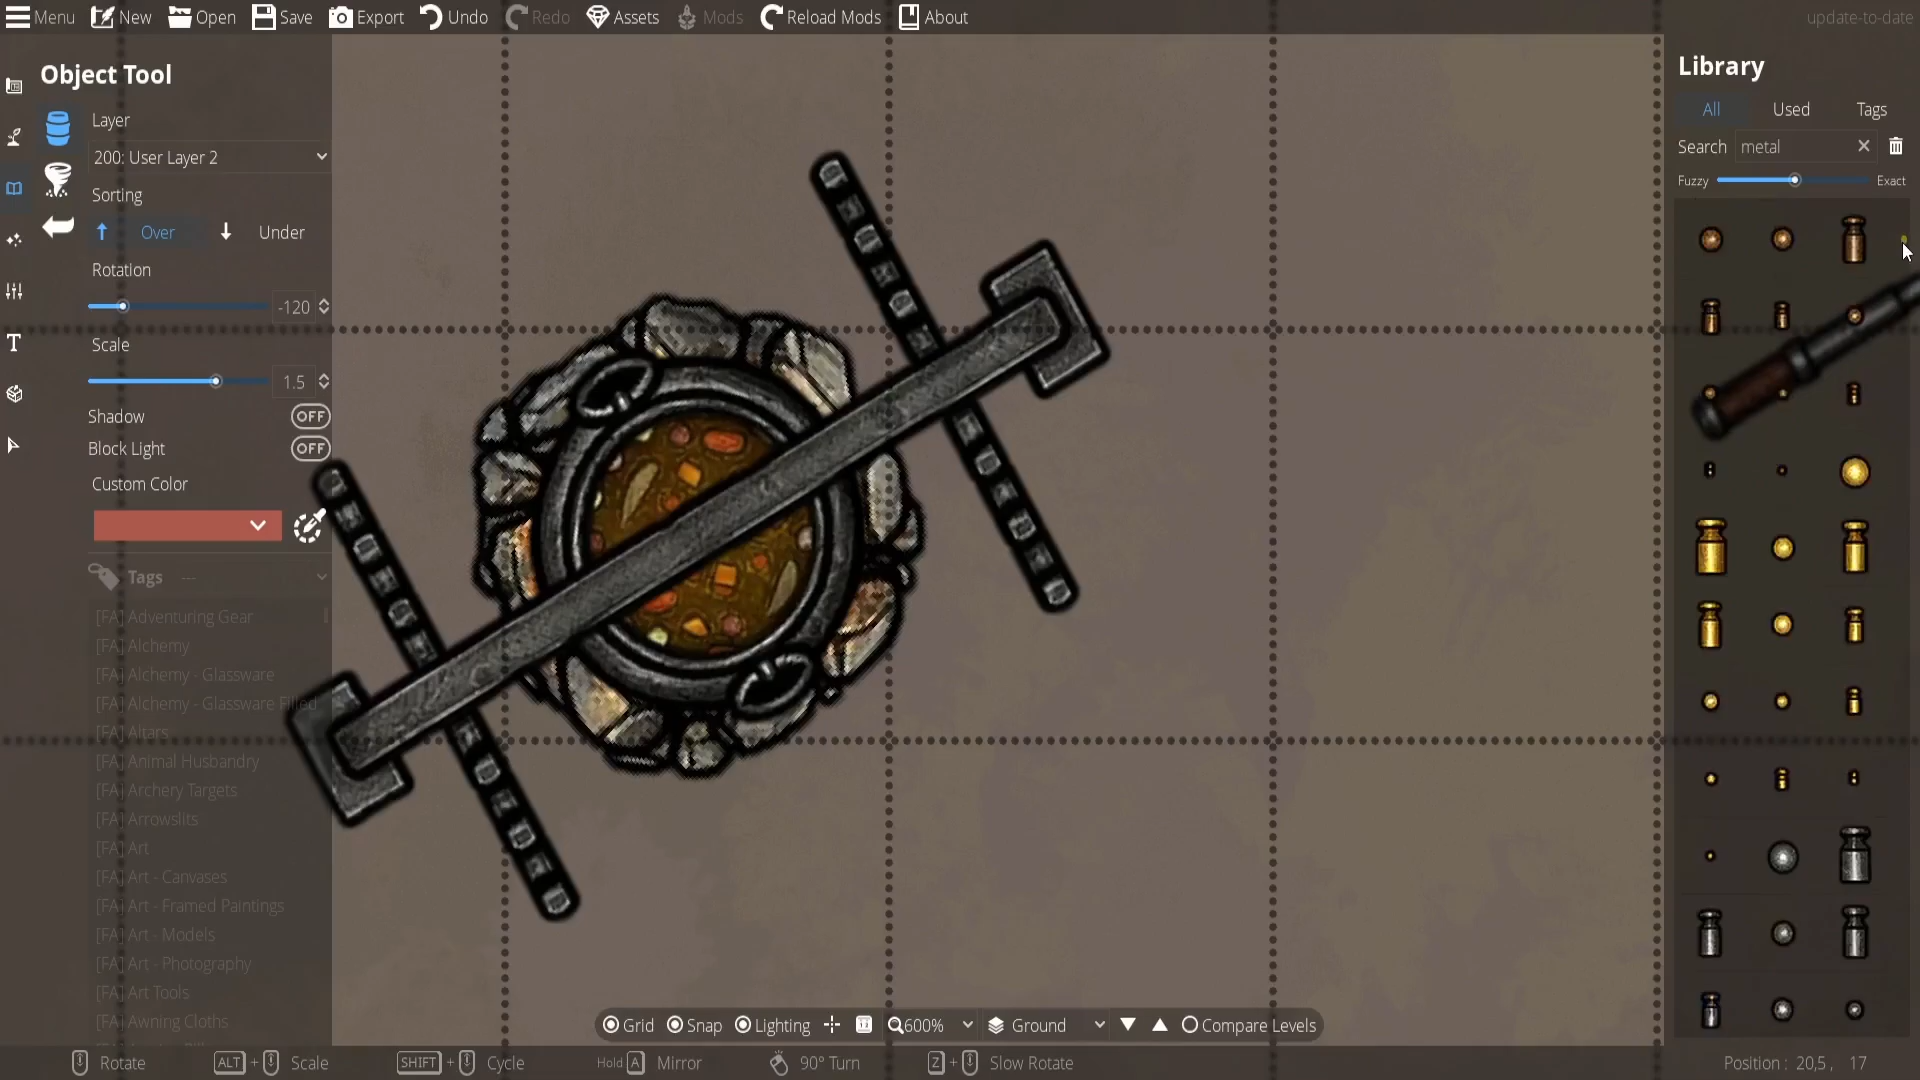 Menu New Open Save Export Undo Redo Assets Mods Reload Mods About update-to-date
Object Tool
Layer
200: User Layer 2
Sorting
Over Under
Rotation
-120
Scale
1.5
Shadow OFF
Block Light OFF
Custom Color
Tags ---
[FA] Adventuring Gear
[FA] Alchemy
[FA] Alchemy - Glassware
[FA] Alchemy - Glassware Filled
[FA] Altars
[FA] Animal Husbandry
[FA] Archery Targets
[FA] Arrowslits
[FA] Art
[FA] Art - Canvases
[FA] Art - Framed Paintings
[FA] Art - Models
[FA] Art - Photography
[FA] Art Tools
[FA] Awning Cloths
Library
All Used Tags
Search metal
Fuzzy Exact
Grid Snap Lighting 600% Ground Compare Levels
Rotate ALT + Scale SHIFT + Cycle Hold A Mirror 90° Turn Z + Slow Rotate Position : 20,5 , 17